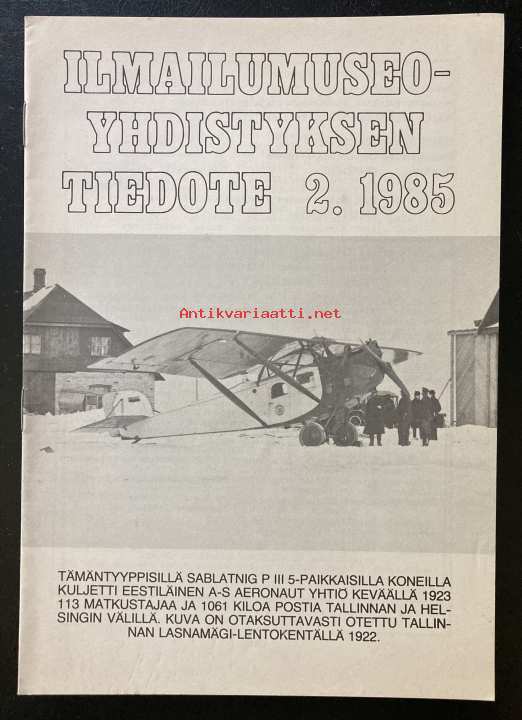 ILMAILUMUSEO-
YHDISTYKSEN
TIEDOTE 2. 1985
Antikvariaatti.net
TÄMÄNTYYPPISILLÄ SABLATNIG P III 5-PAIKKAISILLA KONEILLA
KULJETTI EESTILÄINEN A-S AERONAUT YHTIÖ KEVÄÄLLÄ 1923
113 MATKUSTAJAA JA 1061 KILOA POSTIA TALLINNAN JA HEL-
SINGIN VÄLILLÄ. KUVA ON OTAKSUTTAVASTI OTETTU TALLIN-
NAN LASNAMÄGI-LENTOKENTÄLLÄ 1922.